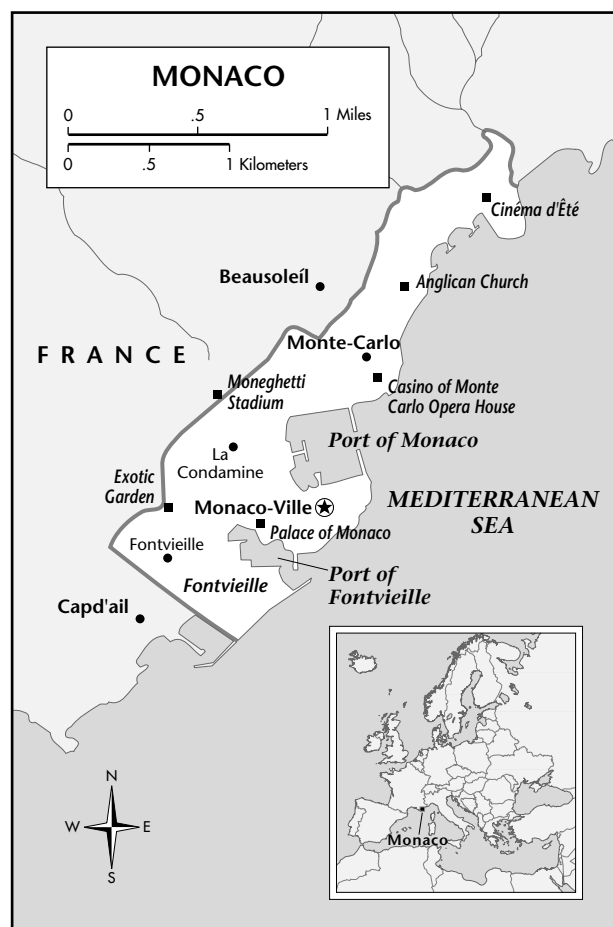 MONACO
0 .5 1 Miles
0 .5 1 Kilometers
Cinéma d'Été
Beausoleíl
Anglican Church
FRANCE
Monte-Carlo
Moneghetti
Stadium
Casino of Monte
Carlo Opera House
Port of Monaco
La
Condamine
Exotic
Garden
Monaco-Ville
MEDITERRANEAN
SEA
Palace of Monaco
Fontvieille
Fontvieille
Port of
Fontvieille
Capd'ail
N
W E
S
Monaco